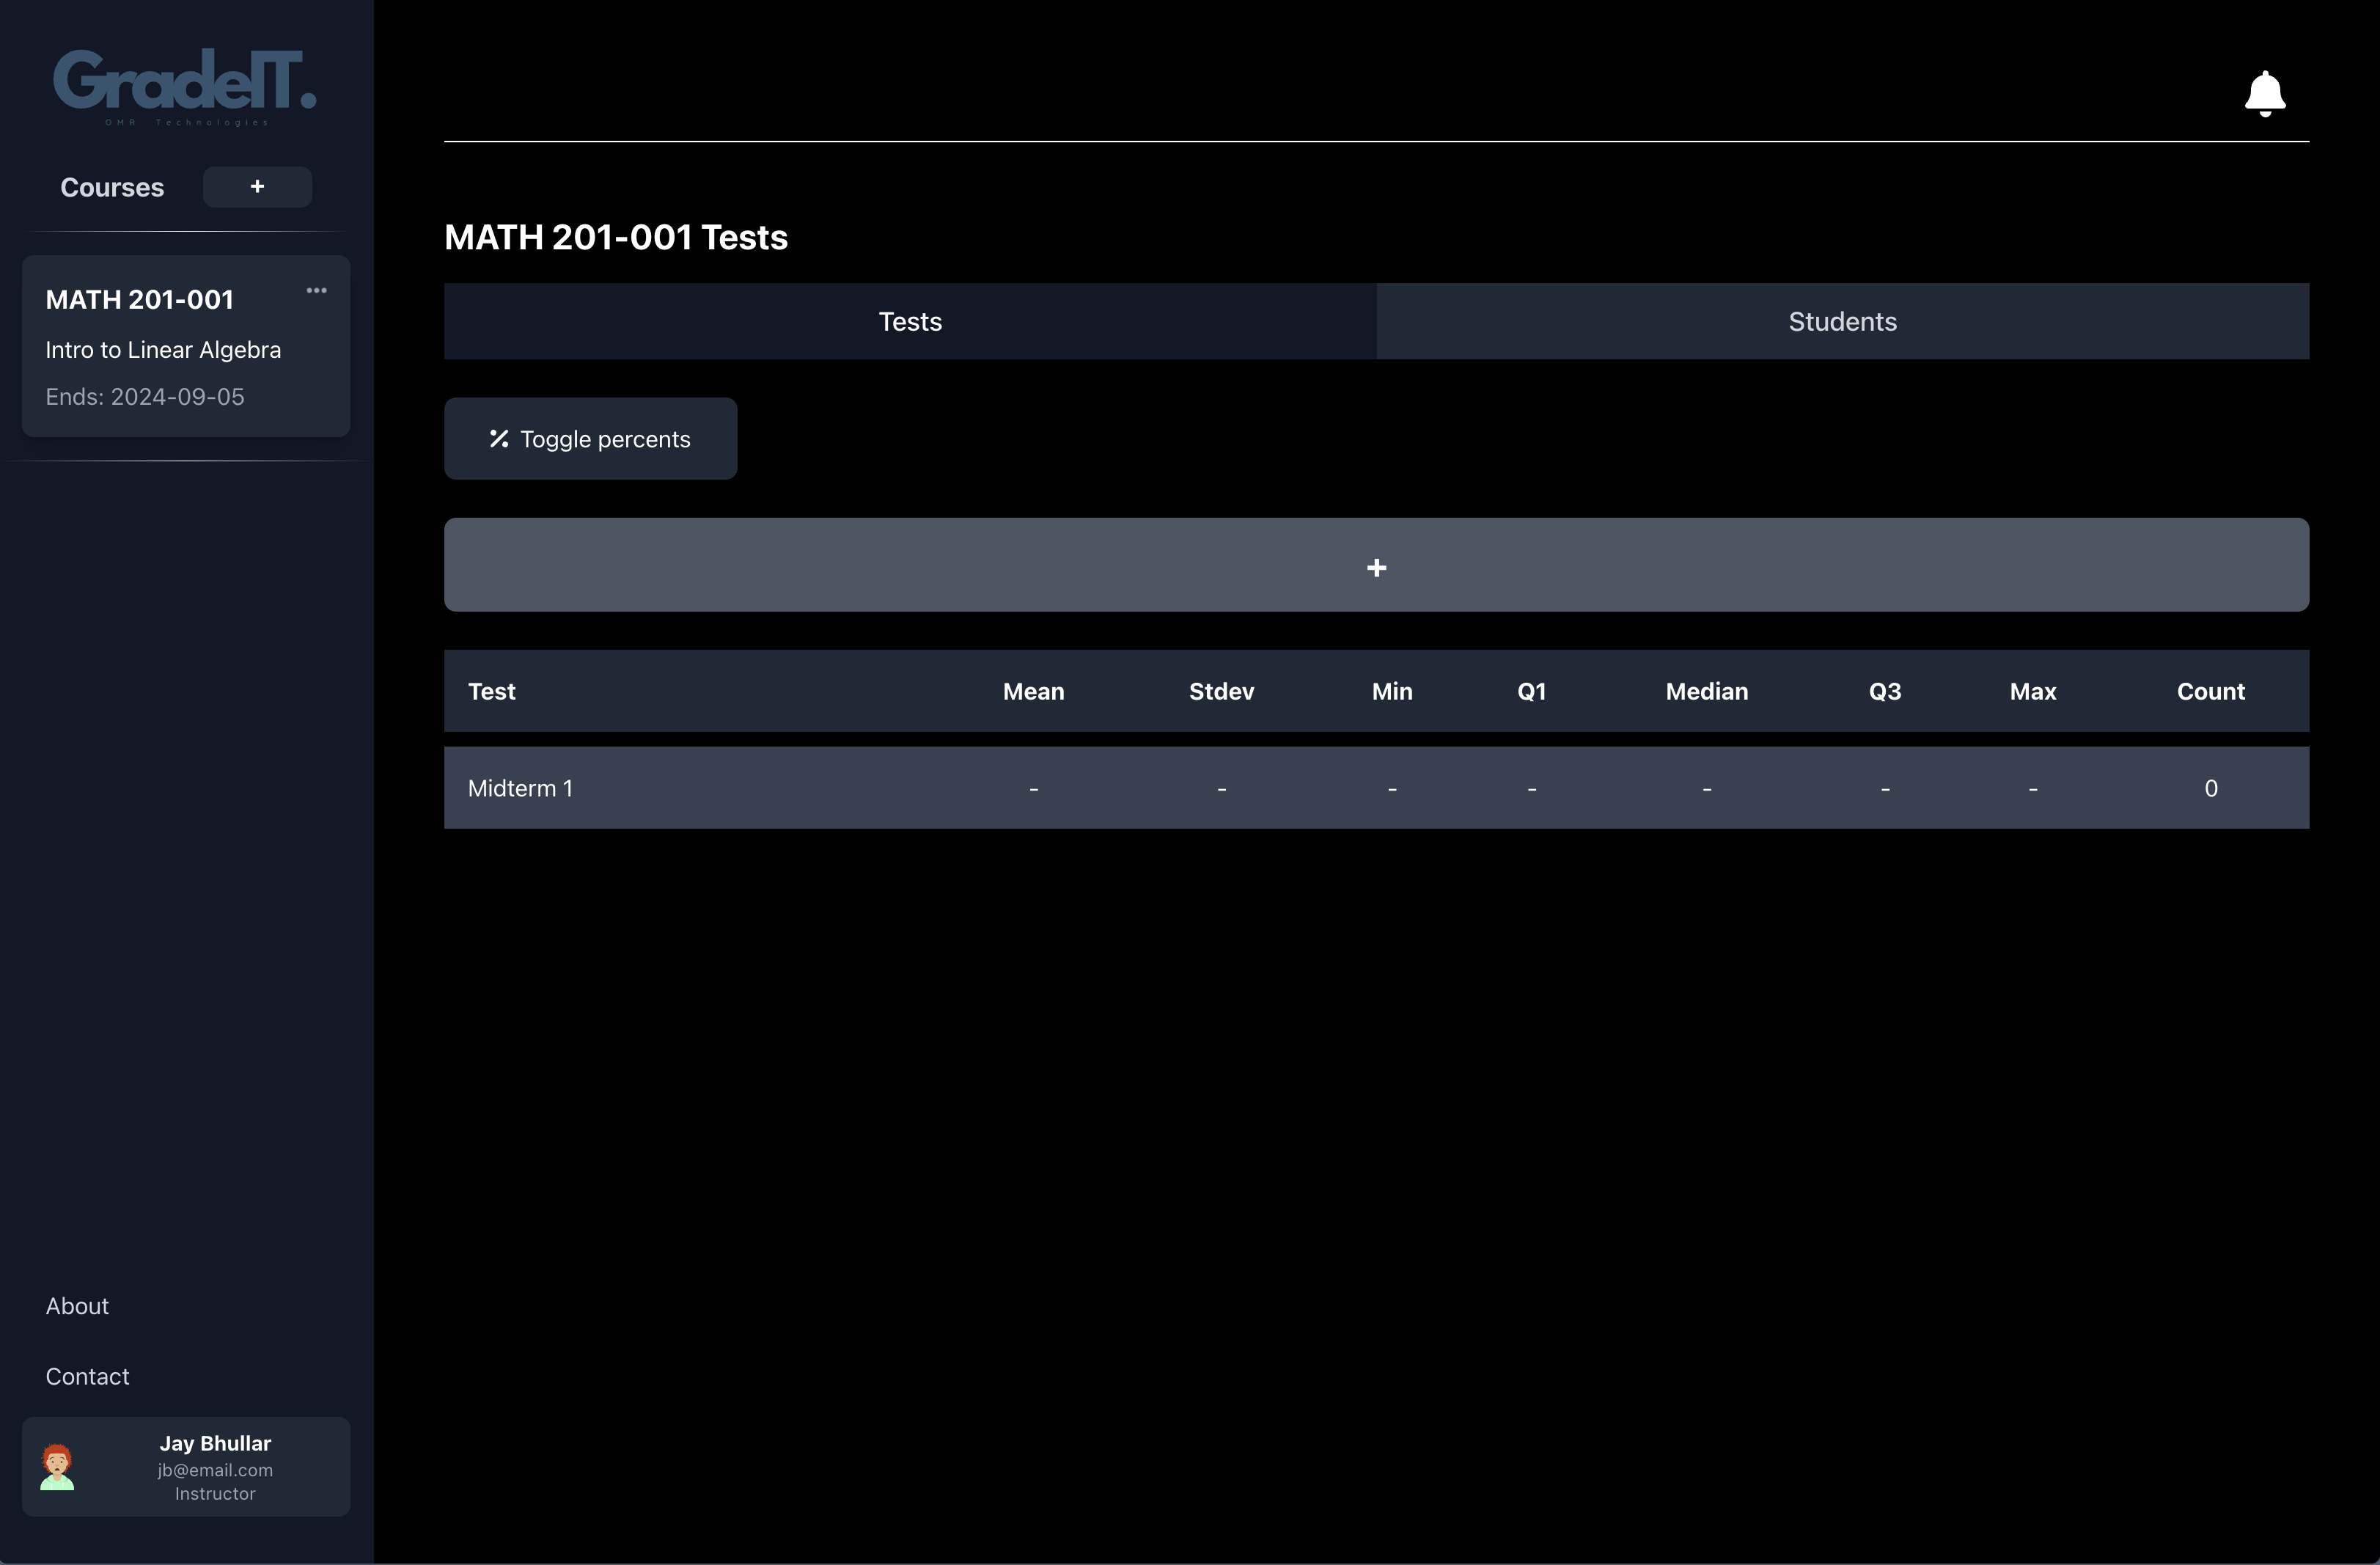 GradeIT.
OMR Technologies
Courses +
MATH 201-001 •••
Intro to Linear Algebra
Ends: 2024-09-05
About
Contact
Jay Bhullar
jb@email.com
Instructor
MATH 201-001 Tests
Tests Students
Toggle percents
+
Test Mean Stdev Min Q1 Median Q3 Max Count
Midterm 1 - - - - - - - 0